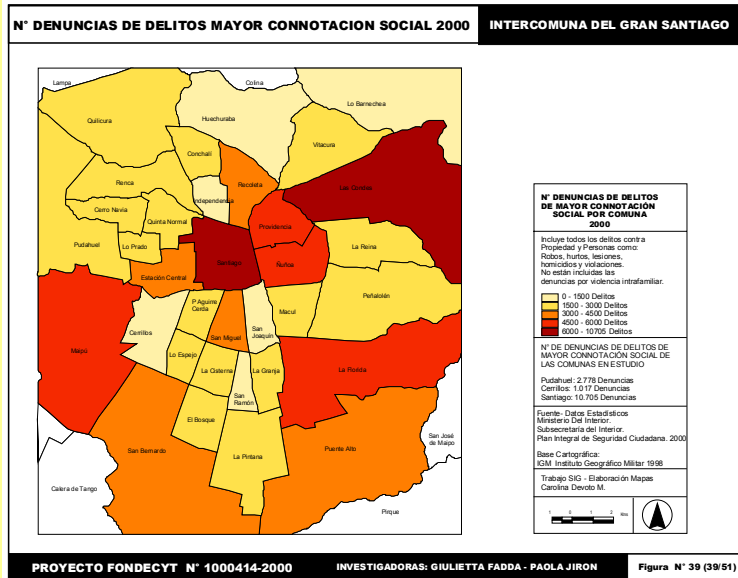 N° DENUNCIAS DE DELITOS MAYOR CONNOTACION SOCIAL 2000
INTERCOMUNA DEL GRAN SANTIAGO
Lampa
Colina
Lo Barnechea
Quilicura
Huechuraba
Vitacura
Conchalí
Renca
Recoleta
Las Condes
Independencia
Cerro Navia
Quinta Normal
Providencia
Pudahuel
Lo Prado
La Reina
Santiago
Ñuñoa
Estación Central
Peñalolén
P Aguirre
Cerda
Macul
Cerrillos
San
Joaquín
San Miguel
Maipú
Lo Espejo
La Cisterna
La Granja
La Florida
San
Ramón
El Bosque
San Bernardo
La Pintana
Puente Alto
San José
de Maipo
Calera de Tango
Pirque
N° DENUNCIAS DE DELITOS
DE MAYOR CONNOTACIÓN
SOCIAL POR COMUNA
2000
Incluye todos los delitos contra
Propiedad y Personas como:
Robos, hurtos, lesiones,
homicidios y violaciones.
No están incluidas las
denuncias por violencia intrafamiliar.
0 - 1500 Delitos
1500 - 3000 Delitos
3000 - 4500 Delitos
4500 - 6000 Delitos
6000 - 10705 Delitos
N° DE DENUNCIAS DE DELITOS DE
MAYOR CONNOTACIÓN SOCIAL DE
LAS COMUNAS EN ESTUDIO
Pudahuel: 2.778 Denuncias
Cerrillos: 1.017 Denuncias
Santiago: 10.705 Denuncias
Fuente- Datos Estadísticos
Ministerio Del Interior.
Subsecretaría del Interior.
Plan Integral de Seguridad Ciudadana. 2000
Base Cartográfica:
IGM Instituto Geográfico Militar 1998
Trabajo SIG - Elaboración Mapas
Carolina Devoto M.
1 0 1 2 Kms
PROYECTO FONDECYT N° 1000414-2000
INVESTIGADORAS: GIULIETTA FADDA - PAOLA JIRON
Figura N° 39 (39/51)